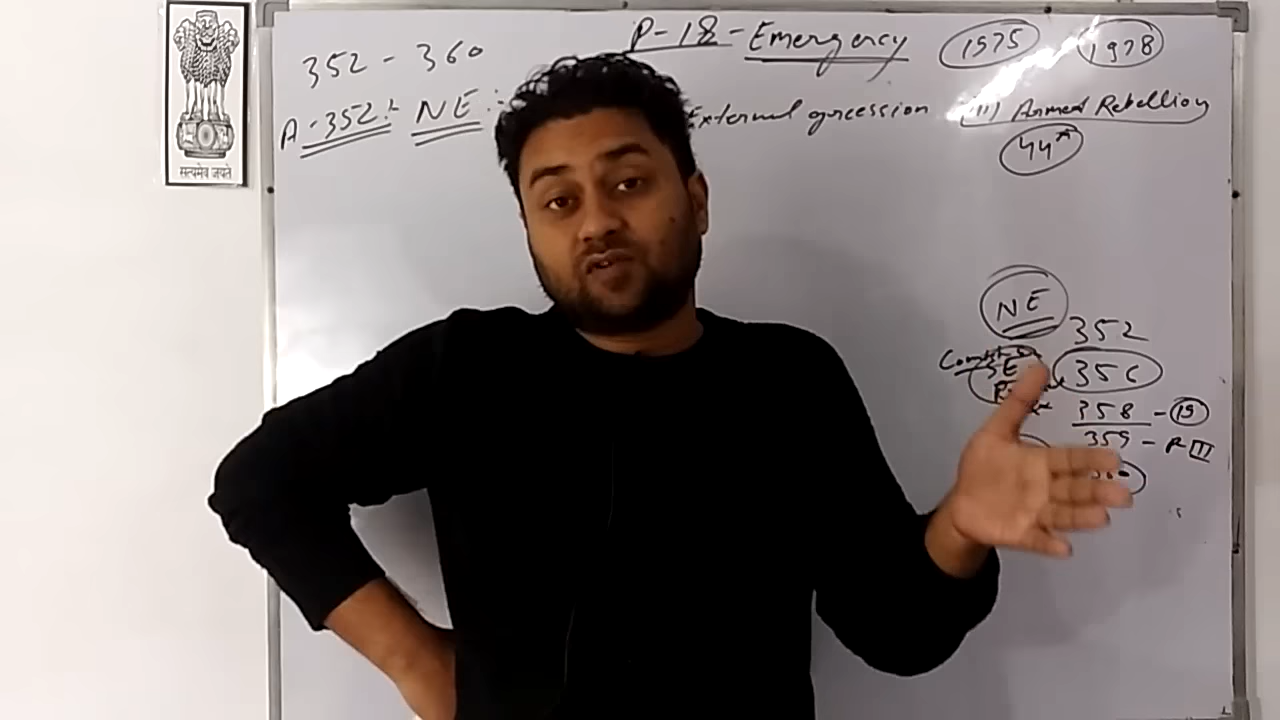 352 - 360
P-18 - Emergency
1975
1978
A-352:- NE:-
External agrcession (III) Armed Rebellion
44th
NE
352
356
358 - 19
359 - P III
सत्यमेव जयते